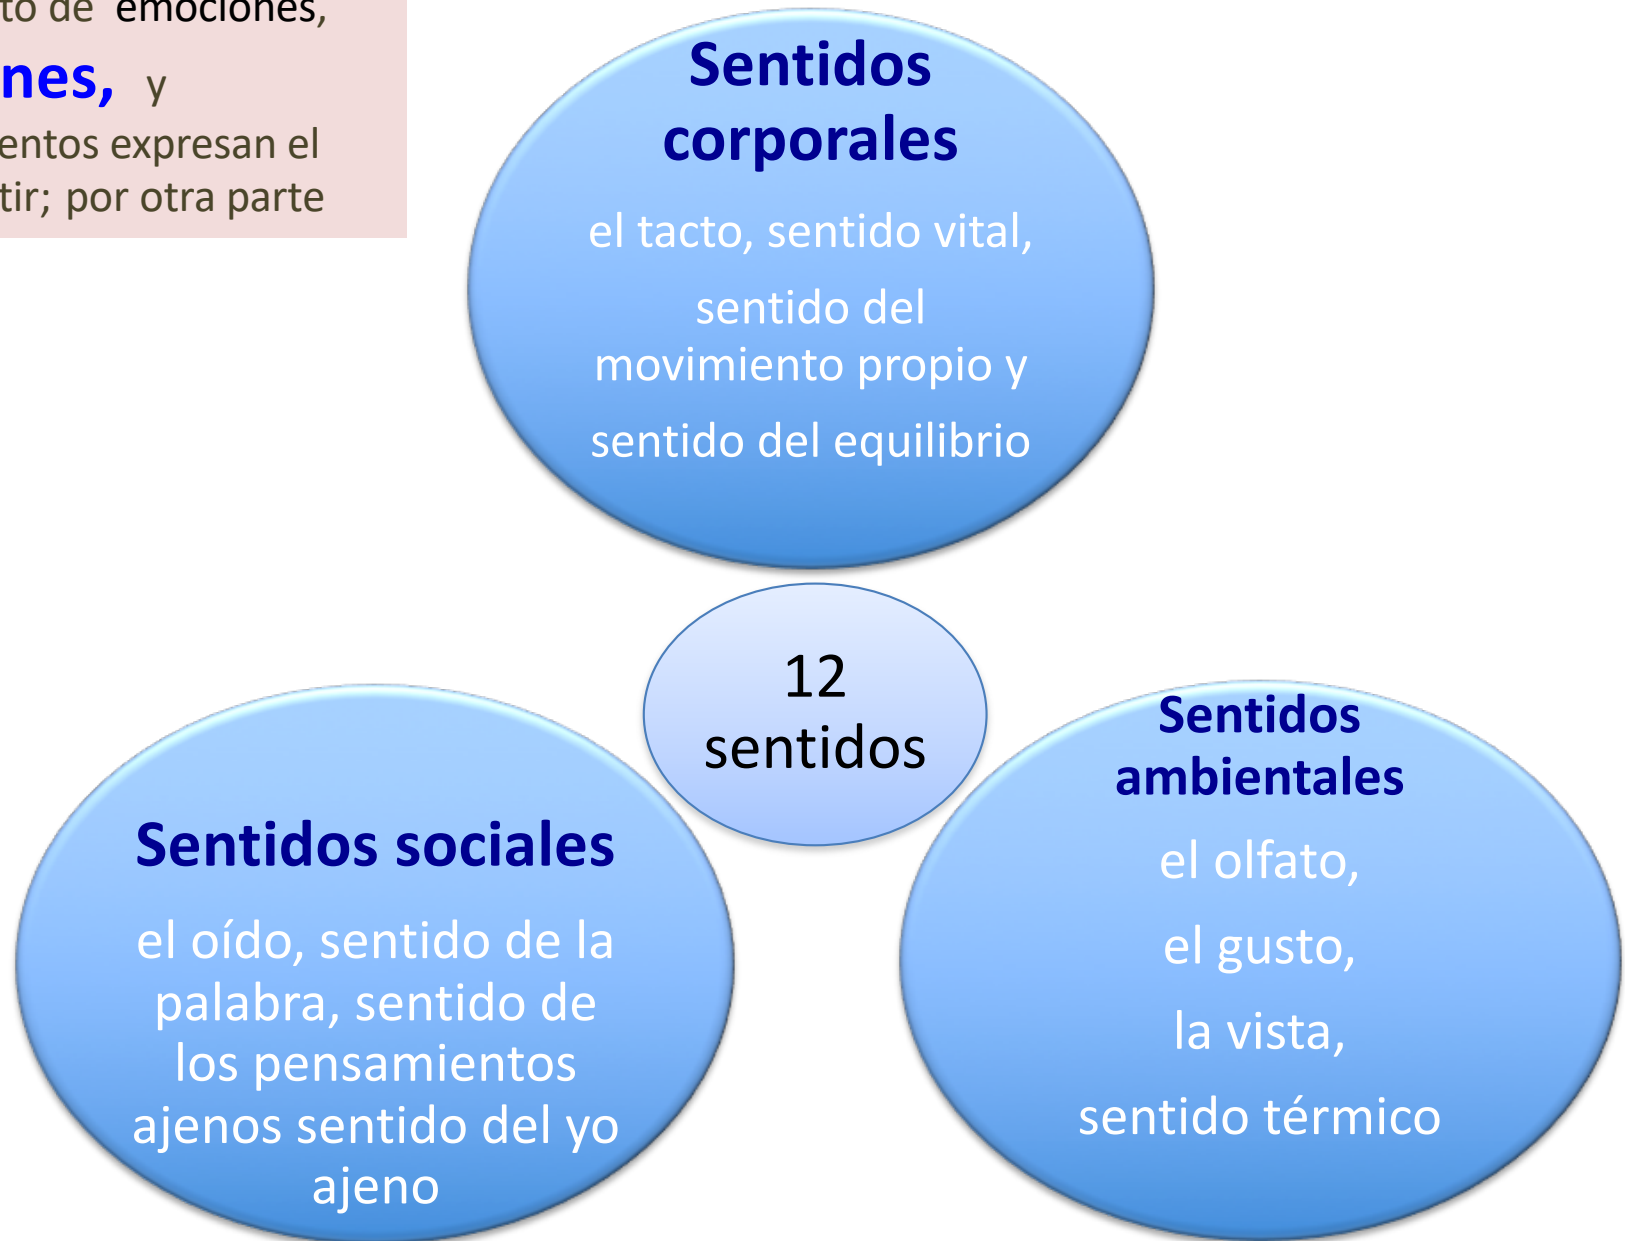 to de emociones,
nes, y
entos expresan el
tir; por otra parte
Sentidos
corporales
el tacto, sentido vital,
sentido del
movimiento propio y
sentido del equilibrio
12
sentidos
Sentidos sociales
el oído, sentido de la
palabra, sentido de
los pensamientos
ajenos sentido del yo
ajeno
Sentidos
ambientales
el olfato,
el gusto,
la vista,
sentido térmico